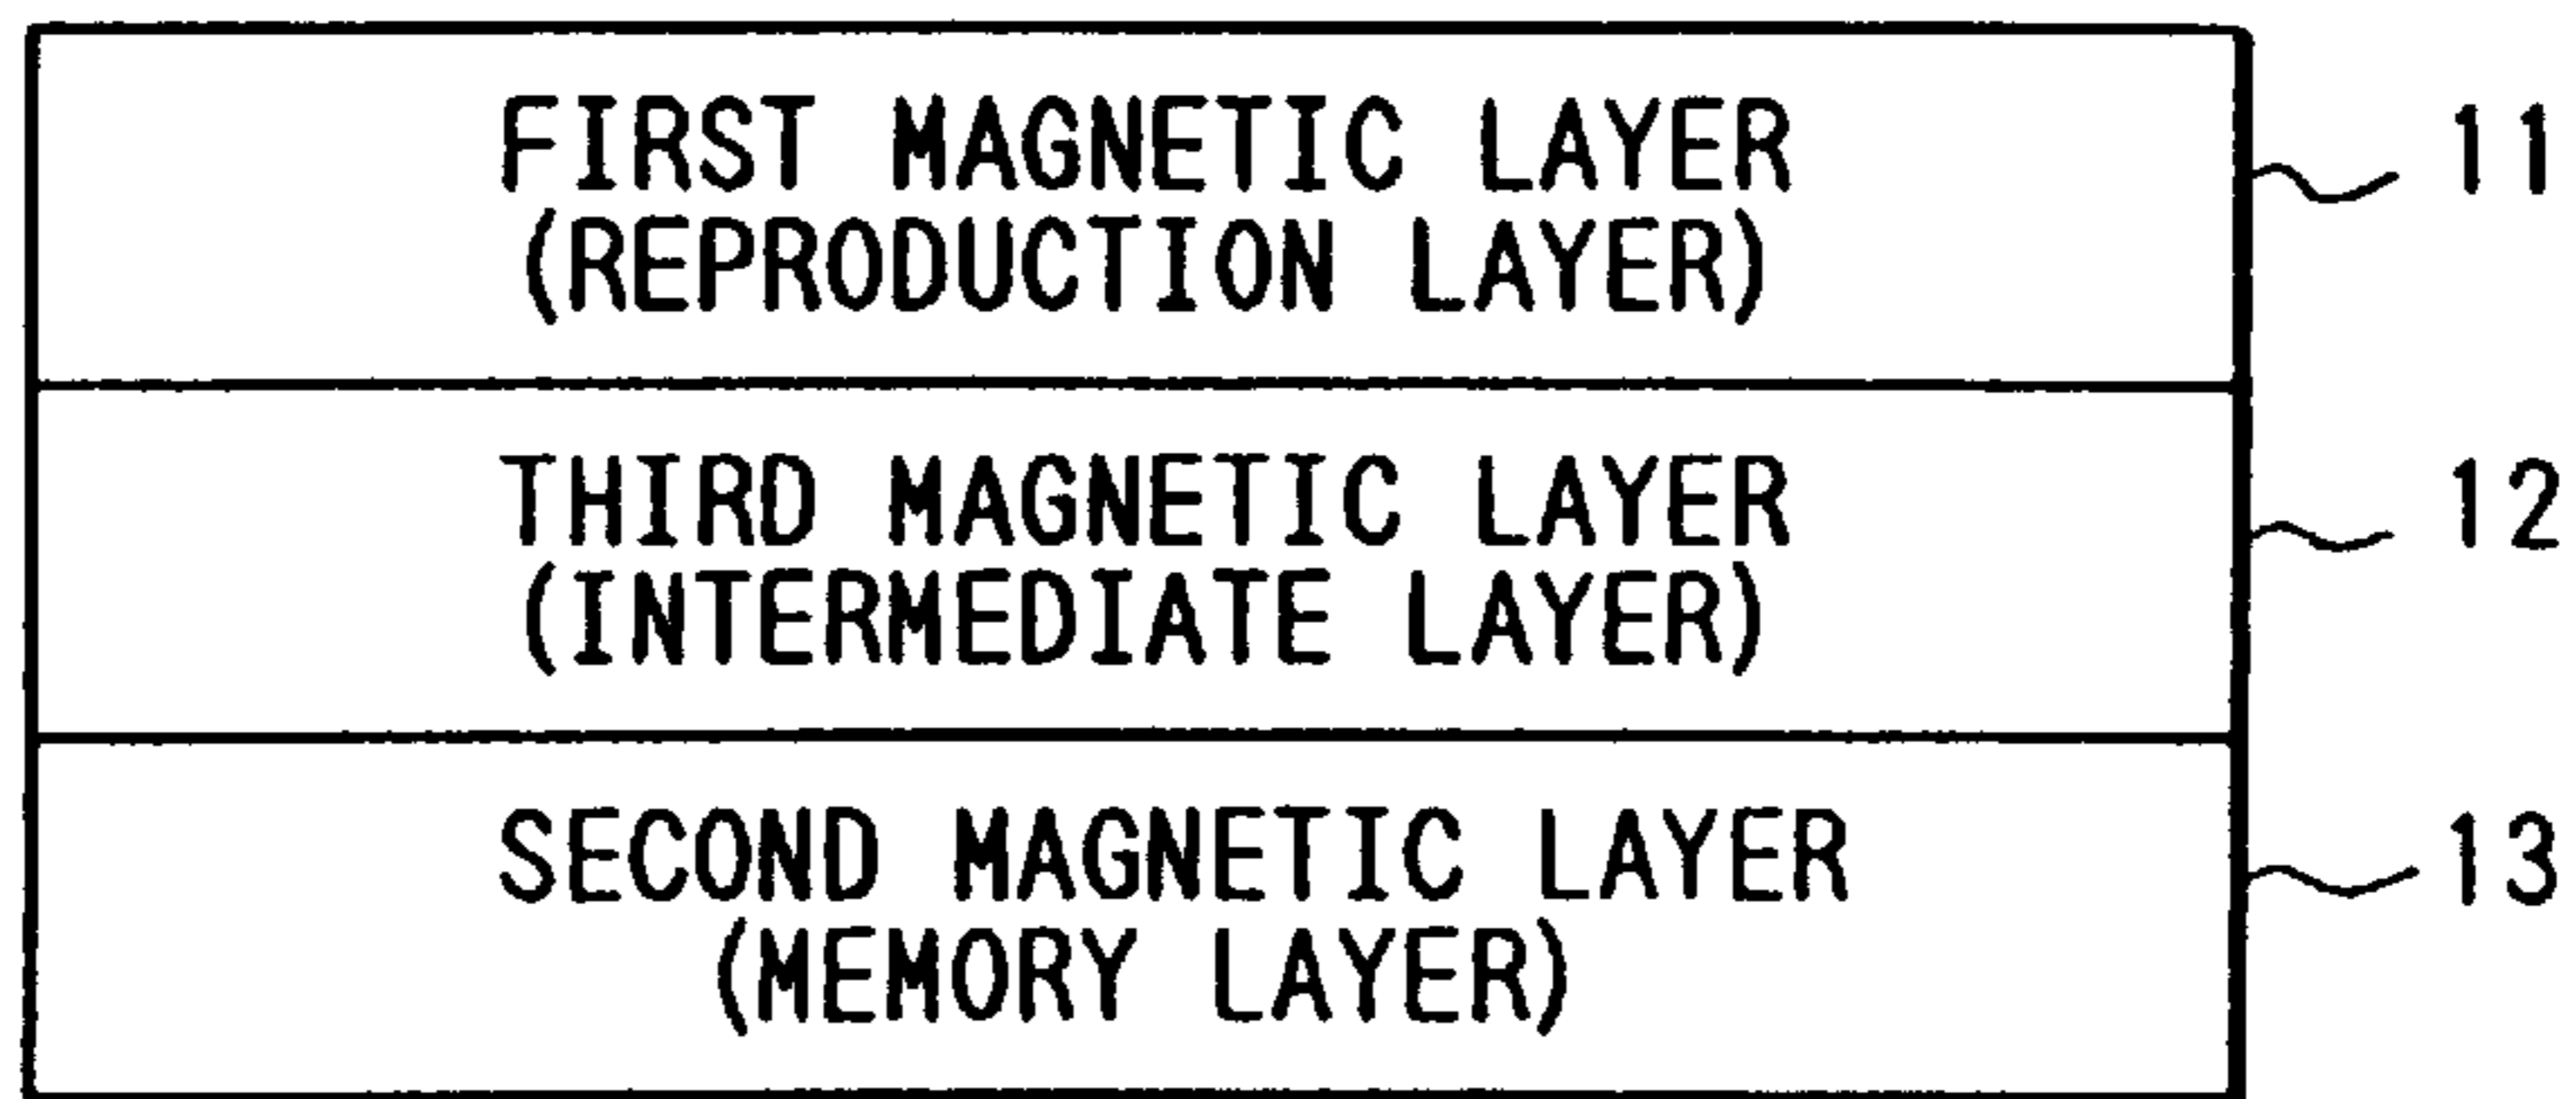 FIRST MAGNETIC LAYER 11
(REPRODUCTION LAYER)
THIRD MAGNETIC LAYER 12
(INTERMEDIATE LAYER)
SECOND MAGNETIC LAYER 13
(MEMORY LAYER)